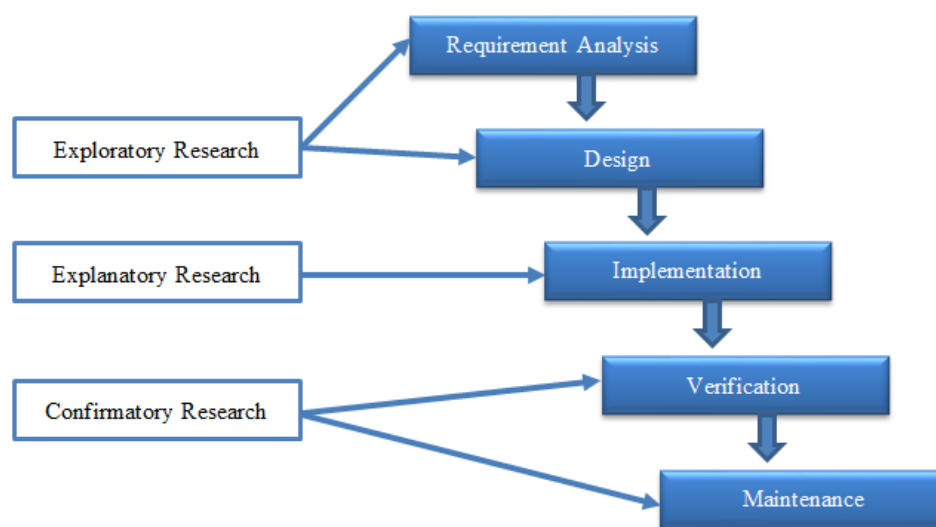 Requirement Analysis
Exploratory Research
Design
Explanatory Research
Implementation
Confirmatory Research
Verification
Maintenance